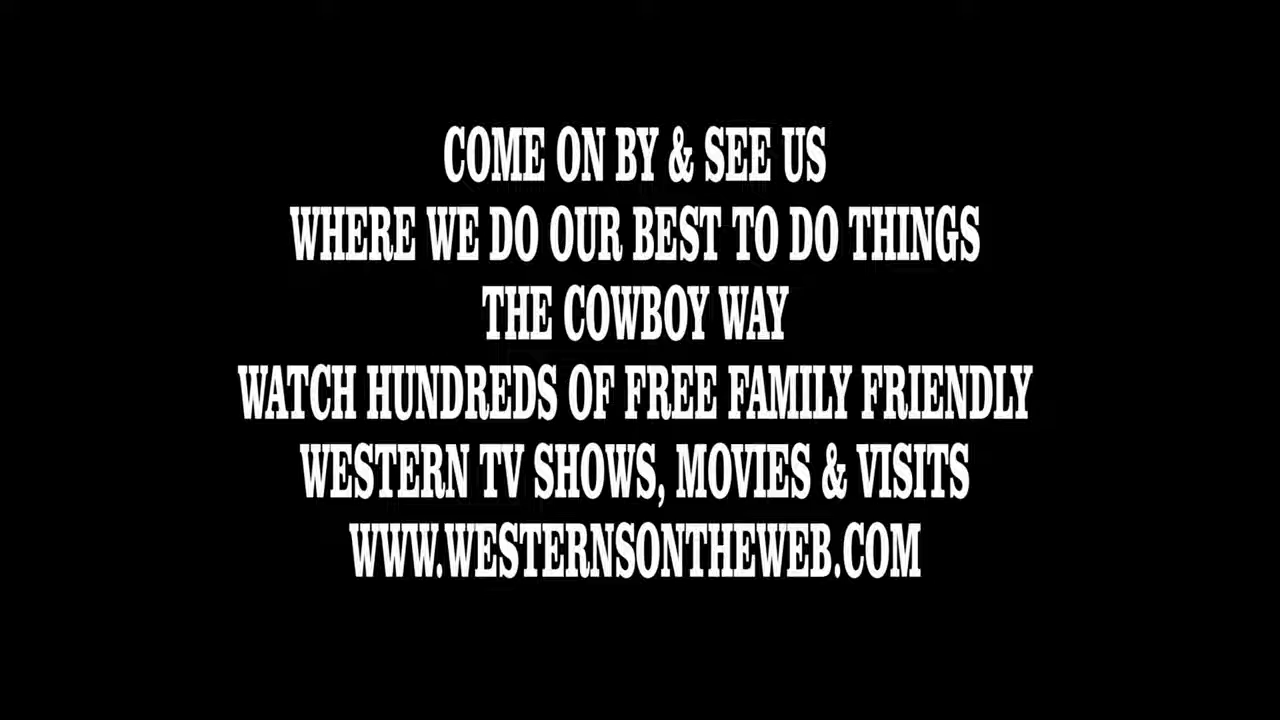 COME ON BY & SEE US
WHERE WE DO OUR BEST TO DO THINGS
THE COWBOY WAY
WATCH HUNDREDS OF FREE FAMILY FRIENDLY
WESTERN TV SHOWS, MOVIES & VISITS
WWW.WESTERNSONTHEWEB.COM